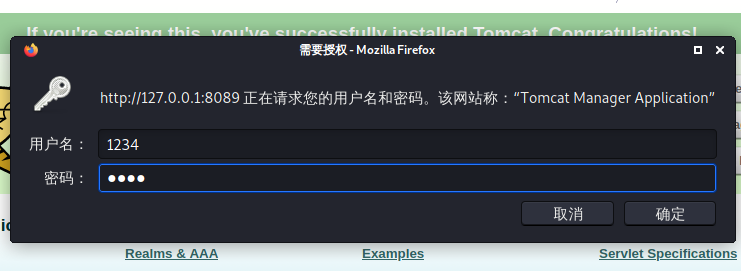 If you're seeing this, you've successfully installed Tomcat. Congratulations!
需要授权 - Mozilla Firefox
http://127.0.0.1:8089 正在请求您的用户名和密码。该网站称：“Tomcat Manager Application”
用户名： 1234
密码： ●●●●
取消 确定
Realms & AAA Examples Servlet Specifications